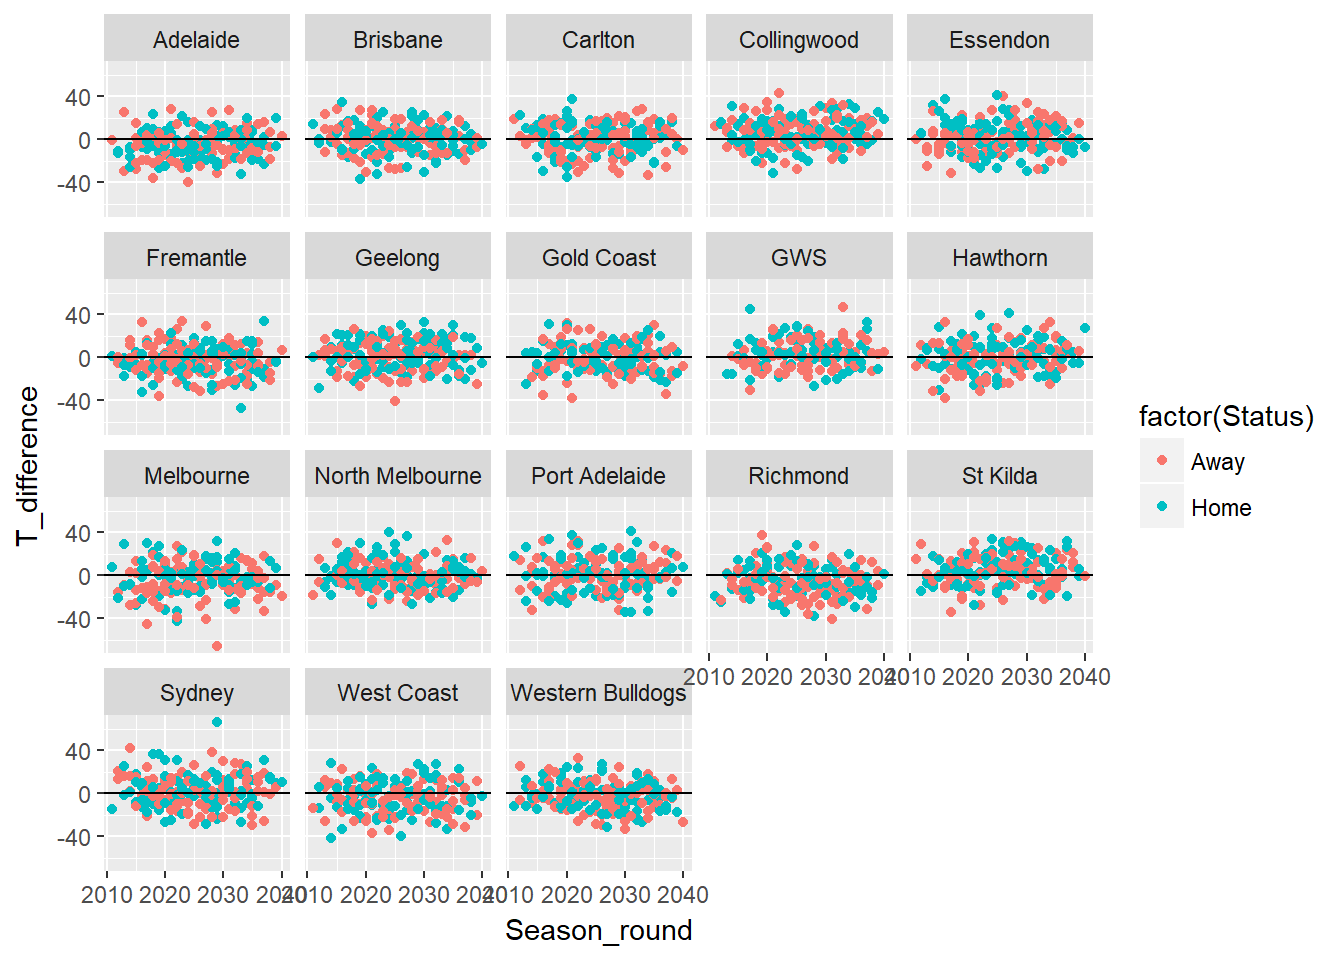 Adelaide Brisbane Carlton Collingwood Essendon
40
0
-40
Fremantle Geelong Gold Coast GWS Hawthorn
40
0
-40
Melbourne North Melbourne Port Adelaide Richmond St Kilda
40
0
-40
2010 2020 2030 2040 2010 2020 2030 2040
Sydney West Coast Western Bulldogs
40
0
-40
2010 2020 2030 2040 2010 2020 2030 2040 2010 2020 2030 2040
Season_round
T_difference
factor(Status)
Away
Home